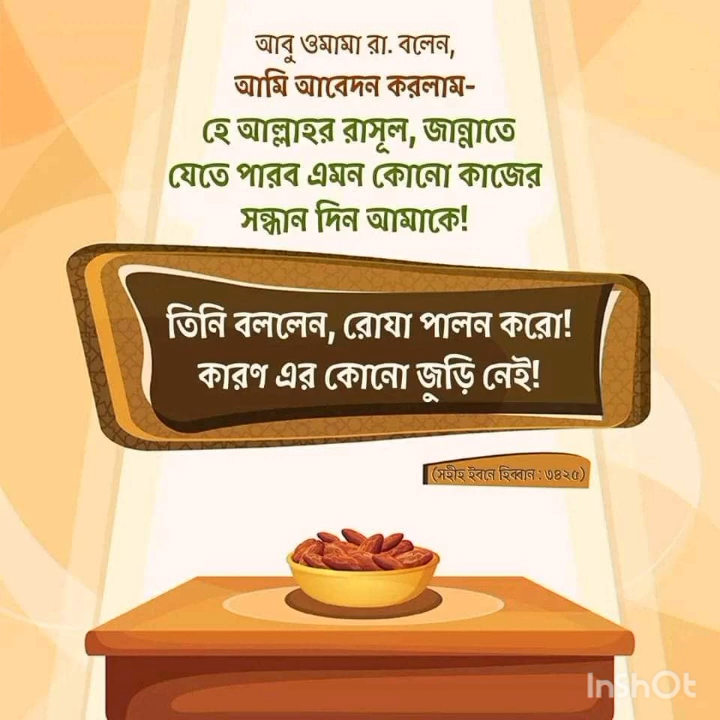 আবু ওমামা রা. বলেন,
আমি আবেদন করলাম-
হে আল্লাহর রাসূল, জান্নাতে
যেতে পারব এমন কোনো কাজের
সন্ধান দিন আমাকে!
তিনি বললেন, রোযা পালন করো!
কারণ এর কোনো জুড়ি নেই!
(সহীহ ইবনে হিব্বান : ৩৪২৫)
InShOt